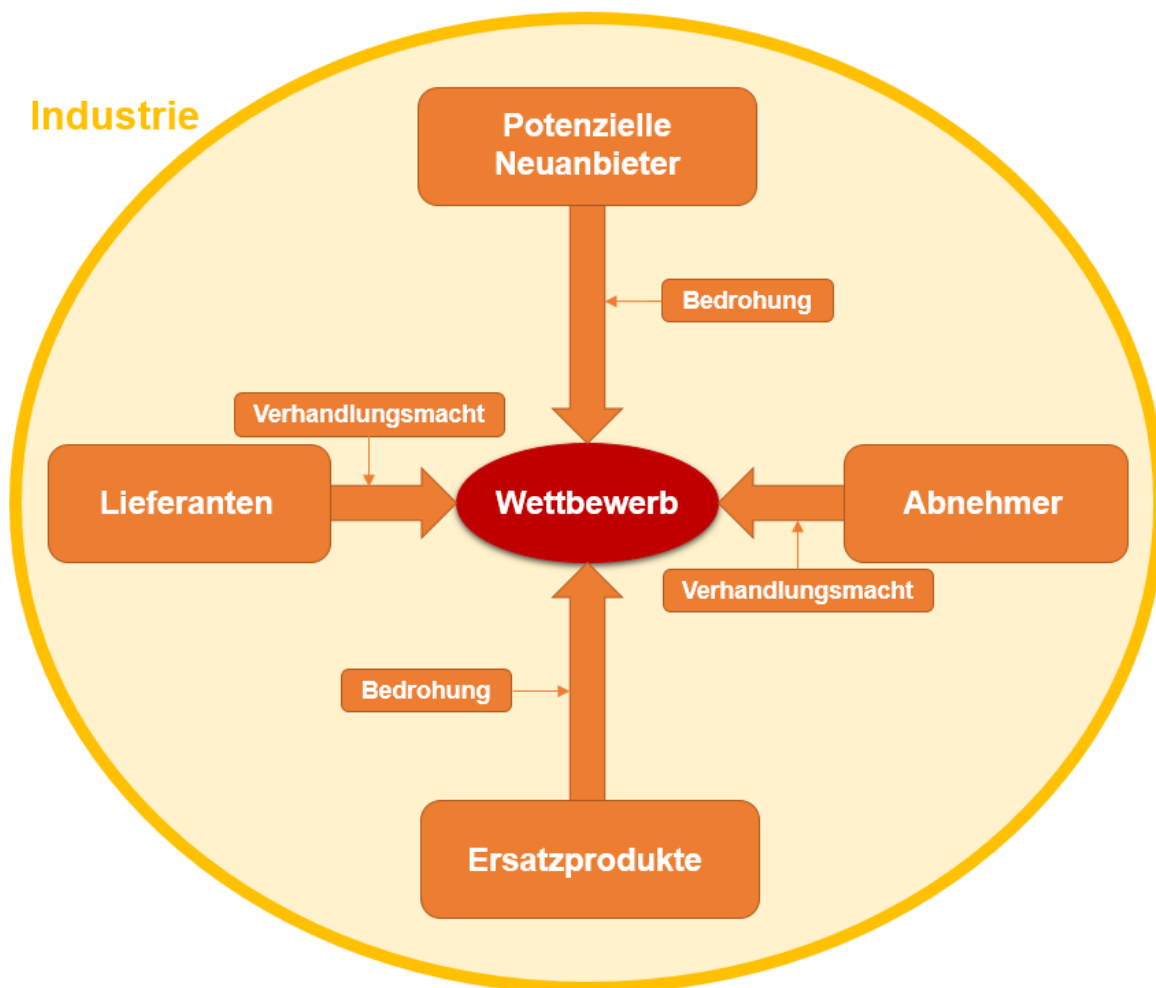 Industrie
Potenzielle
Neuanbieter
Bedrohung
Verhandlungsmacht
Lieferanten
Wettbewerb
Abnehmer
Verhandlungsmacht
Bedrohung
Ersatzprodukte